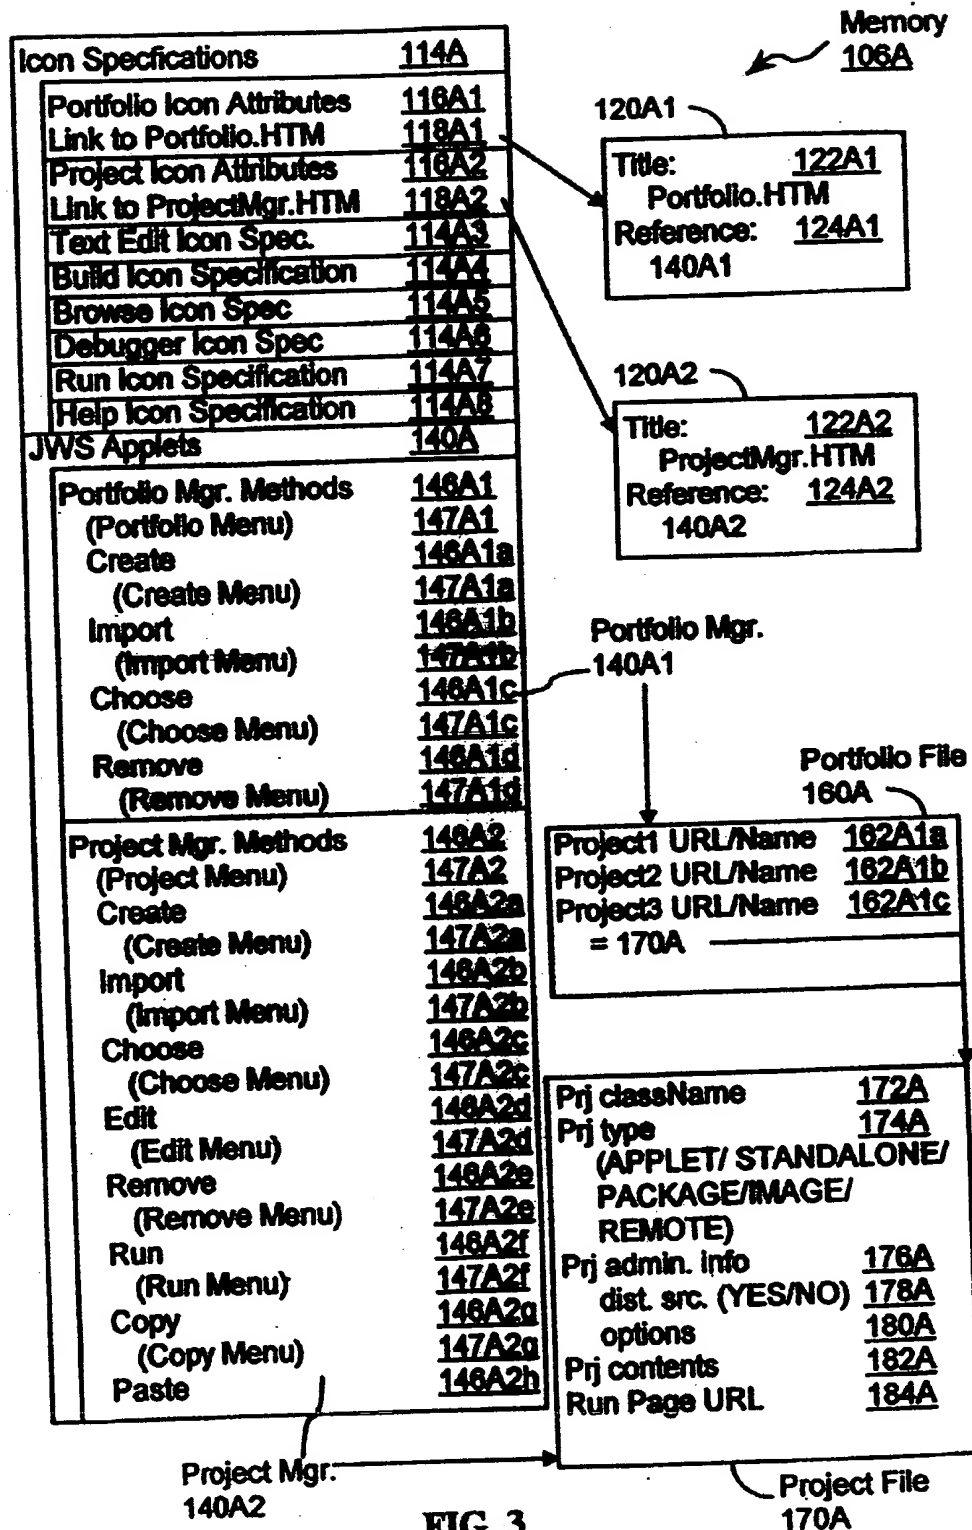 Memory
106A
Icon Specfications 114A
Portfolio Icon Attributes 116A1
Link to Portfolio.HTM 118A1
Project Icon Attributes 116A2
Link to ProjectMgr.HTM 118A2
Text Edit Icon Spec. 114A3
Build Icon Specification 114A4
Browse Icon Spec 114A5
Debugger Icon Spec 114A6
Run Icon Specification 114A7
Help Icon Specification 114A8
JWS Applets 140A
Portfolio Mgr. Methods 146A1
(Portfolio Menu) 147A1
Create 146A1a
(Create Menu) 147A1a
Import 146A1b
(Import Menu) 147A1b
Choose 146A1c
(Choose Menu) 147A1c
Remove 146A1d
(Remove Menu) 147A1d
Project Mgr. Methods 146A2
(Project Menu) 147A2
Create 146A2a
(Create Menu) 147A2a
Import 146A2b
(Import Menu) 147A2b
Choose 146A2c
(Choose Menu) 147A2c
Edit 146A2d
(Edit Menu) 147A2d
Remove 146A2e
(Remove Menu) 147A2e
Run 146A2f
(Run Menu) 147A2f
Copy 146A2g
(Copy Menu) 147A2g
Paste 146A2h
Project Mgr.
140A2
120A1
Title: 122A1
Portfolio.HTM
Reference: 124A1
140A1
120A2
Title: 122A2
ProjectMgr.HTM
Reference: 124A2
140A2
Portfolio Mgr.
140A1
Portfolio File
160A
Project1 URL/Name 162A1a
Project2 URL/Name 162A1b
Project3 URL/Name 162A1c
= 170A
Prj className 172A
Prj type 174A
(APPLET/ STANDALONE/
PACKAGE/IMAGE/
REMOTE)
Prj admin. info 176A
dist. src. (YES/NO) 178A
options 180A
Prj contents 182A
Run Page URL 184A
Project File
170A
FIG. 3